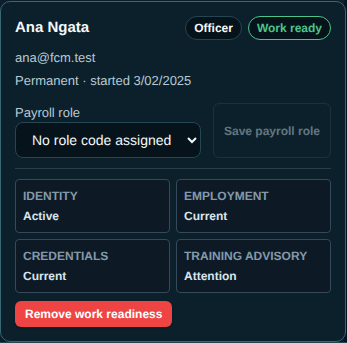 Ana Ngata
Officer
Work ready
ana@fcm.test
Permanent · started 3/02/2025
Payroll role
No role code assigned
Save payroll role
IDENTITY
Active
EMPLOYMENT
Current
CREDENTIALS
Current
TRAINING ADVISORY
Attention
Remove work readiness